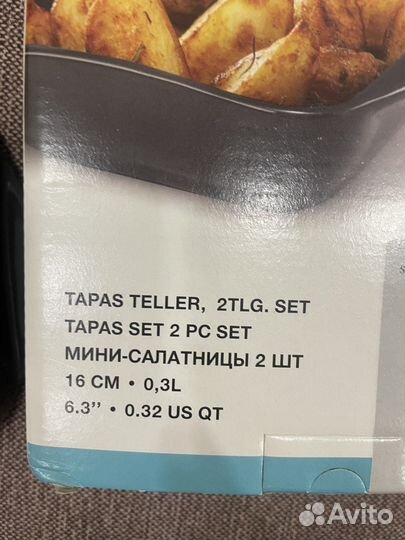 TAPAS TELLER, 2TLG. SET
TAPAS SET 2 PC SET
МИНИ-САЛАТНИЦЫ 2 ШТ
16 CM • 0,3L
6.3’’ • 0.32 US QT
Avito